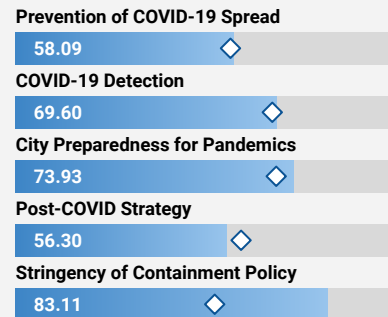 Prevention of COVID-19 Spread
58.09
COVID-19 Detection
69.60
City Preparedness for Pandemics
73.93
Post-COVID Strategy
56.30
Stringency of Containment Policy
83.11